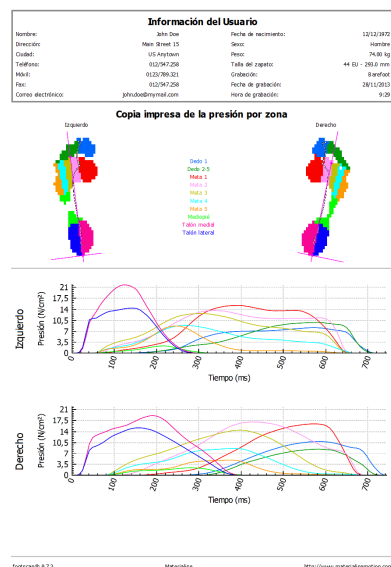 Información del Usuario
Nombre: John Doe Fecha de nacimiento: 12/12/1972
Dirección: Main Street 15 Sexo: Hombre
Ciudad: US Anytown Peso: 74.00 kg
Teléfono: 012/547.258 Talla del zapato: 44 EU - 293.0 mm
Móvil: 0123/789.321 Grabación: Barefoot
Fax: 012/547.258 Fecha de grabación: 28/11/2013
Correo electrónico: john.doe@mymail.com Hora de grabación: 9:29
Copia impresa de la presión por zona
Izquierdo Derecho
Dedo 1
Dedo 2-5
Meta 1
Meta 2
Meta 3
Meta 4
Meta 5
Mediopié
Talón medial
Talón lateral
Izquierdo
Presión (N/cm²)
21
17,5
14
10,5
7
3,5
0
0 100 200 300 400 500 600 700
Tiempo (ms)
Derecho
Presión (N/cm²)
21
17,5
14
10,5
7
3,5
0
0 100 200 300 400 500 600 700
Tiempo (ms)
Materialise